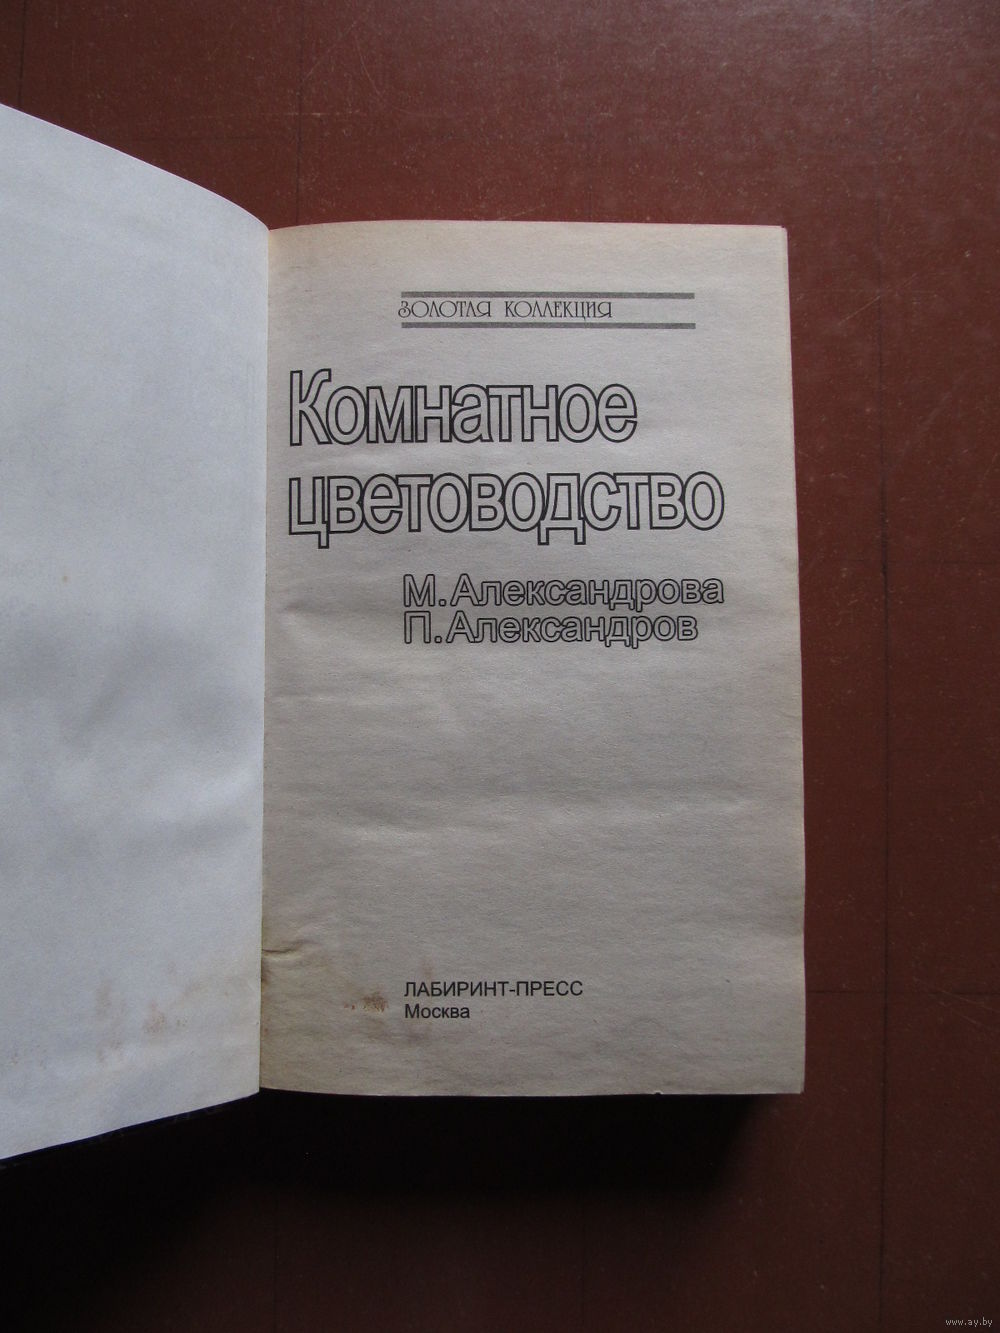 ЗОЛОТАЯ КОЛЛЕКЦИЯ
Комнатное
цветоводство
М.Александрова
П.Александров
ЛАБИРИНТ-ПРЕСС
Москва
www.ay.by